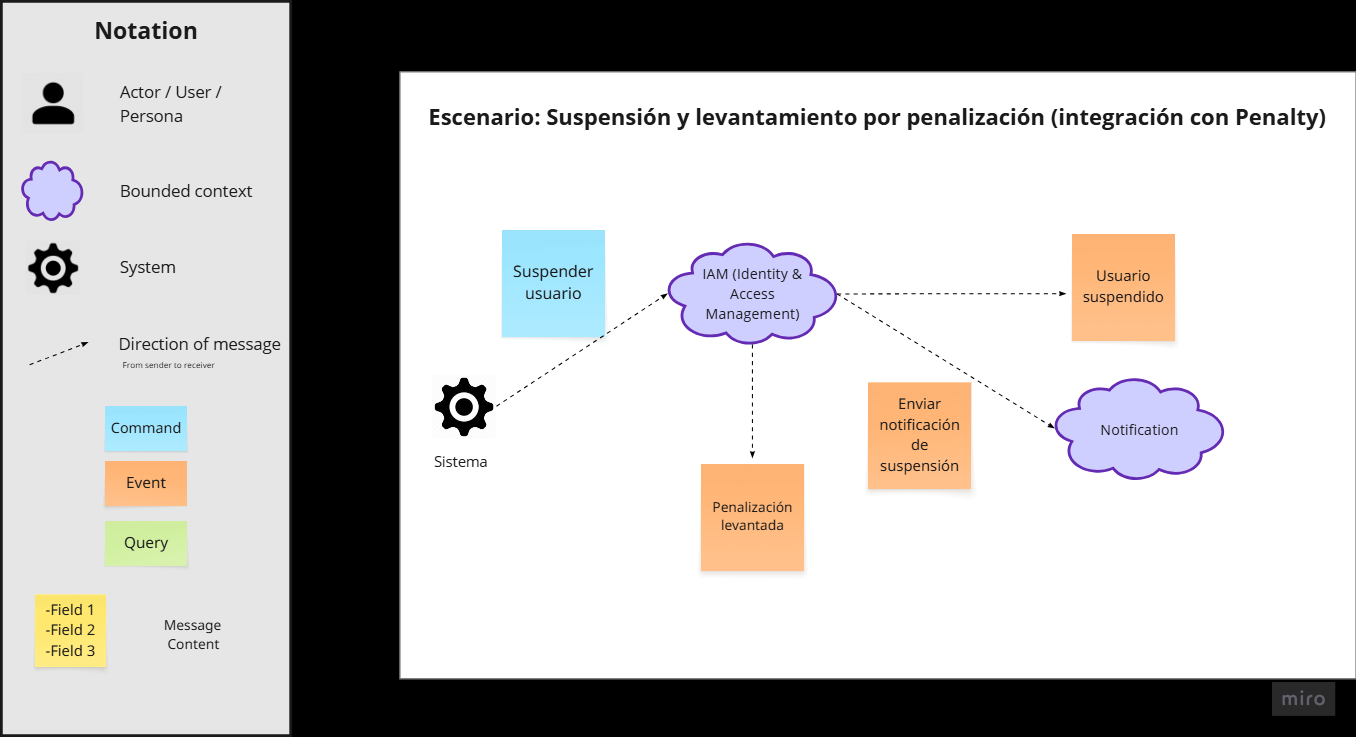 Notation
Actor / User /
Persona
Bounded context
System
Direction of message
From sender to receiver
Command
Event
Query
-Field 1
-Field 2
-Field 3
Message
Content
Escenario: Suspensión y levantamiento por penalización (integración con Penalty)
Suspender
usuario
IAM (Identity &
Access
Management)
Usuario
suspendido
Sistema
Enviar
notificación
de
suspensión
Notification
Penalización
levantada
miro